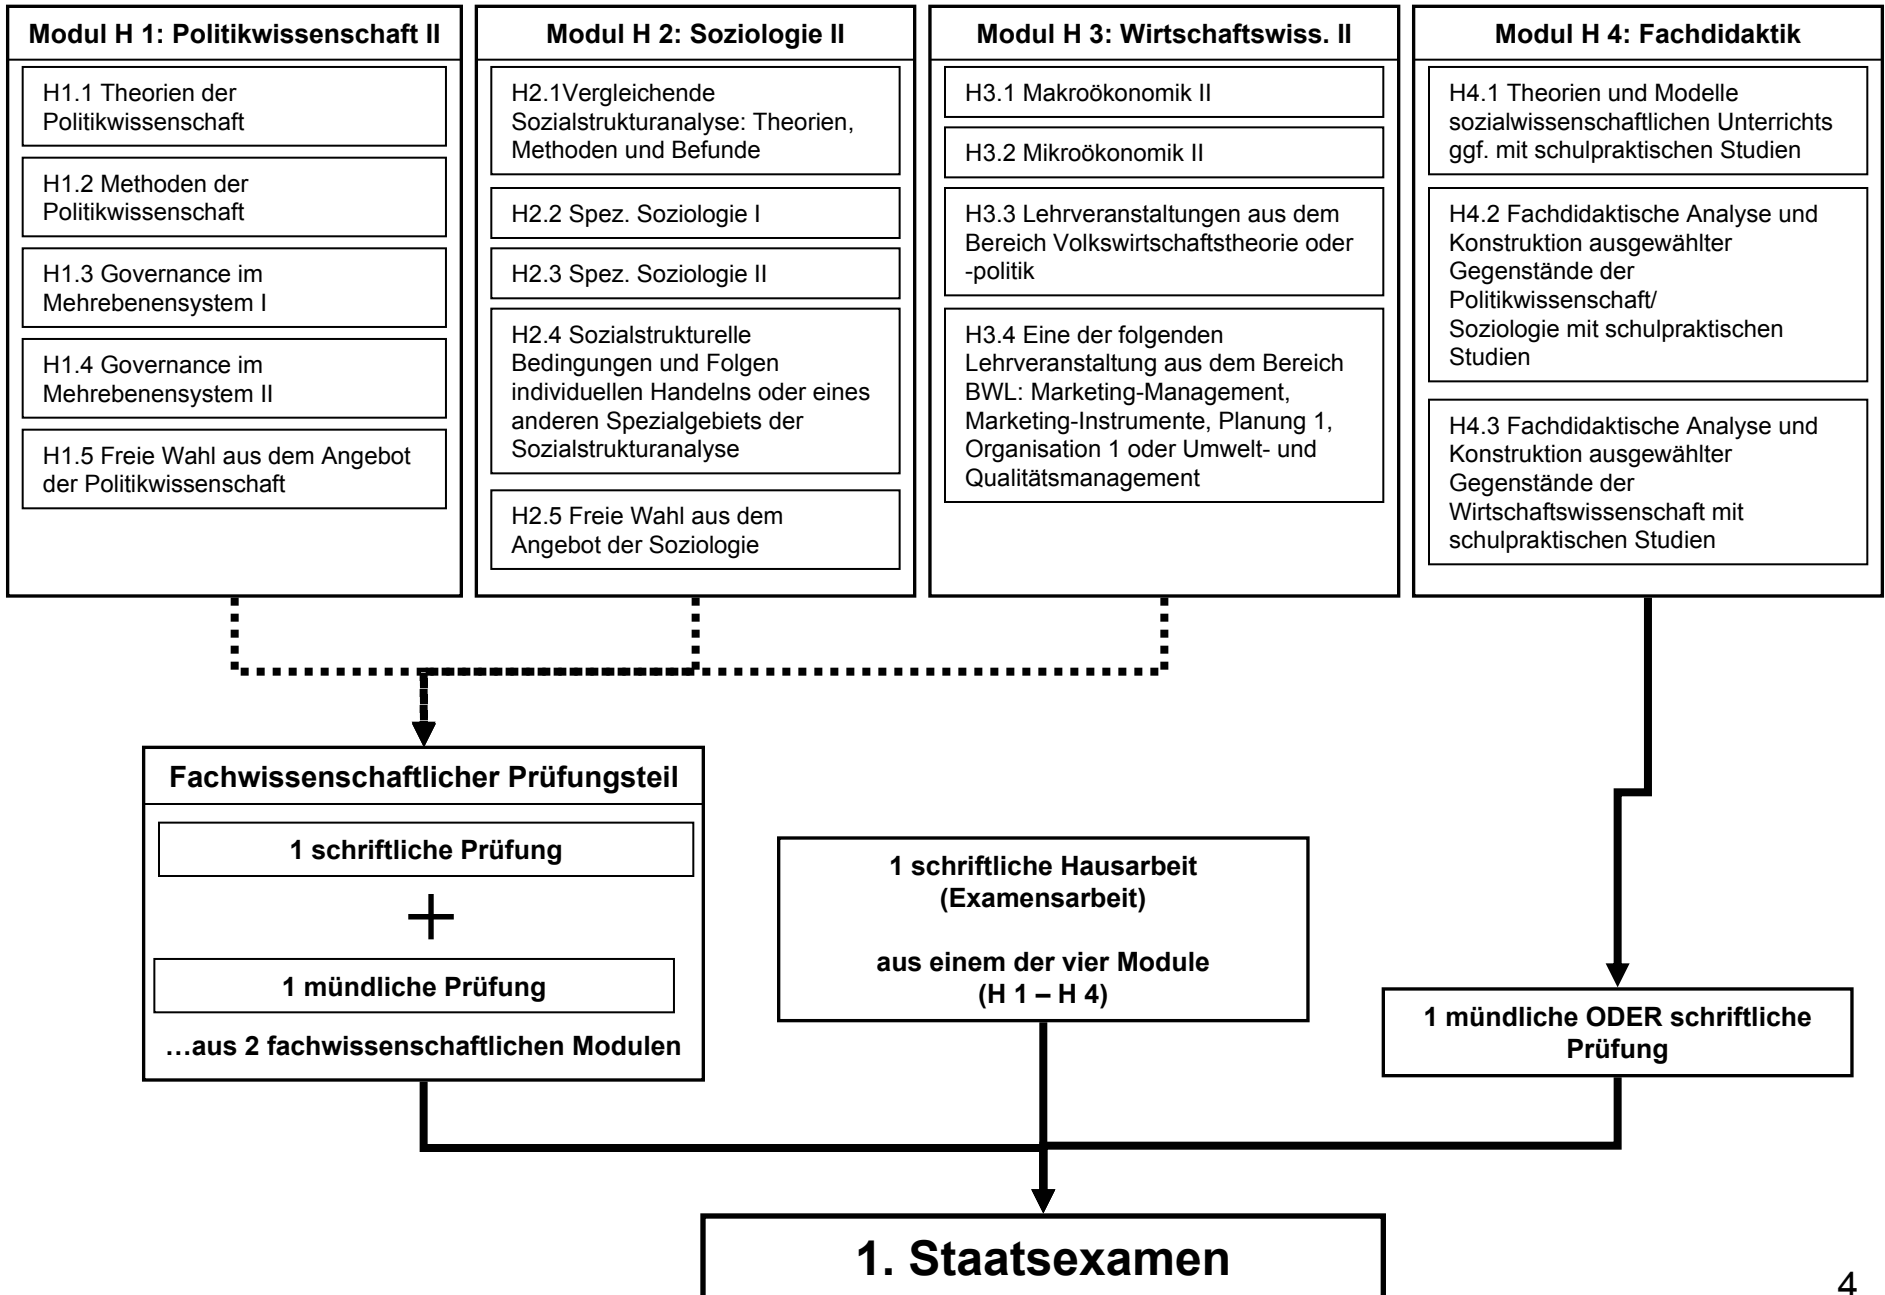 Modul H 1: Politikwissenschaft II
H1.1 Theorien der
Politikwissenschaft
H1.2 Methoden der
Politikwissenschaft
H1.3 Governance im
Mehrebenensystem I
H1.4 Governance im
Mehrebenensystem II
H1.5 Freie Wahl aus dem Angebot
der Politikwissenschaft
Modul H 2: Soziologie II
H2.1Vergleichende
Sozialstrukturanalyse: Theorien,
Methoden und Befunde
H2.2 Spez. Soziologie I
H2.3 Spez. Soziologie II
H2.4 Sozialstrukturelle
Bedingungen und Folgen
individuellen Handelns oder eines
anderen Spezialgebiets der
Sozialstrukturanalyse
H2.5 Freie Wahl aus dem
Angebot der Soziologie
Modul H 3: Wirtschaftswiss. II
H3.1 Makroökonomik II
H3.2 Mikroökonomik II
H3.3 Lehrveranstaltungen aus dem
Bereich Volkswirtschaftstheorie oder
-politik
H3.4 Eine der folgenden
Lehrveranstaltung aus dem Bereich
BWL: Marketing-Management,
Marketing-Instrumente, Planung 1,
Organisation 1 oder Umwelt- und
Qualitätsmanagement
Modul H 4: Fachdidaktik
H4.1 Theorien und Modelle
sozialwissenschaftlichen Unterrichts
ggf. mit schulpraktischen Studien
H4.2 Fachdidaktische Analyse und
Konstruktion ausgewählter
Gegenstände der
Politikwissenschaft/
Soziologie mit schulpraktischen
Studien
H4.3 Fachdidaktische Analyse und
Konstruktion ausgewählter
Gegenstände der
Wirtschaftswissenschaft mit
schulpraktischen Studien
Fachwissenschaftlicher Prüfungsteil
1 schriftliche Prüfung
+
1 mündliche Prüfung
…aus 2 fachwissenschaftlichen Modulen
1 schriftliche Hausarbeit
(Examensarbeit)
aus einem der vier Module
(H 1 – H 4)
1 mündliche ODER schriftliche
Prüfung
1. Staatsexamen
4